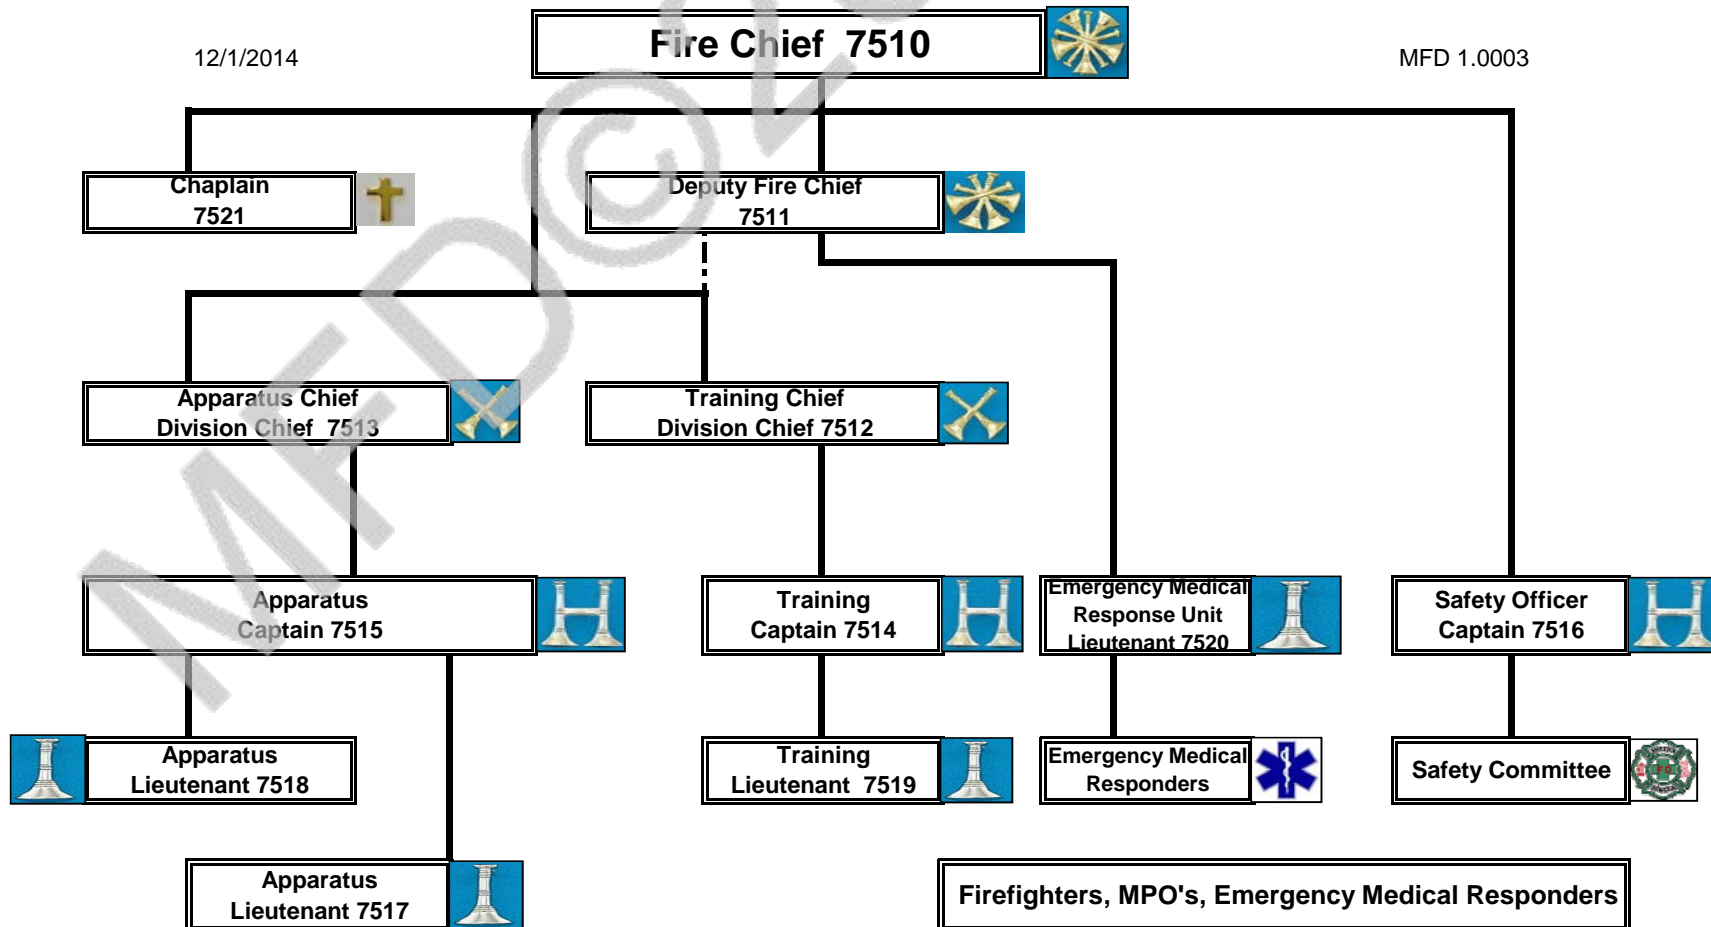 Fire Chief 7510
12/1/2014
MFD 1.0003
Chaplain
7521
Deputy Fire Chief
7511
Apparatus Chief
Division Chief 7513
Training Chief
Division Chief 7512
Apparatus
Captain 7515
Training
Captain 7514
Emergency Medical
Response Unit
Lieutenant 7520
Safety Officer
Captain 7516
Apparatus
Lieutenant 7518
Training
Lieutenant 7519
Emergency Medical
Responders
Safety Committee
Apparatus
Lieutenant 7517
Firefighters, MPO's, Emergency Medical Responders
MFD©2